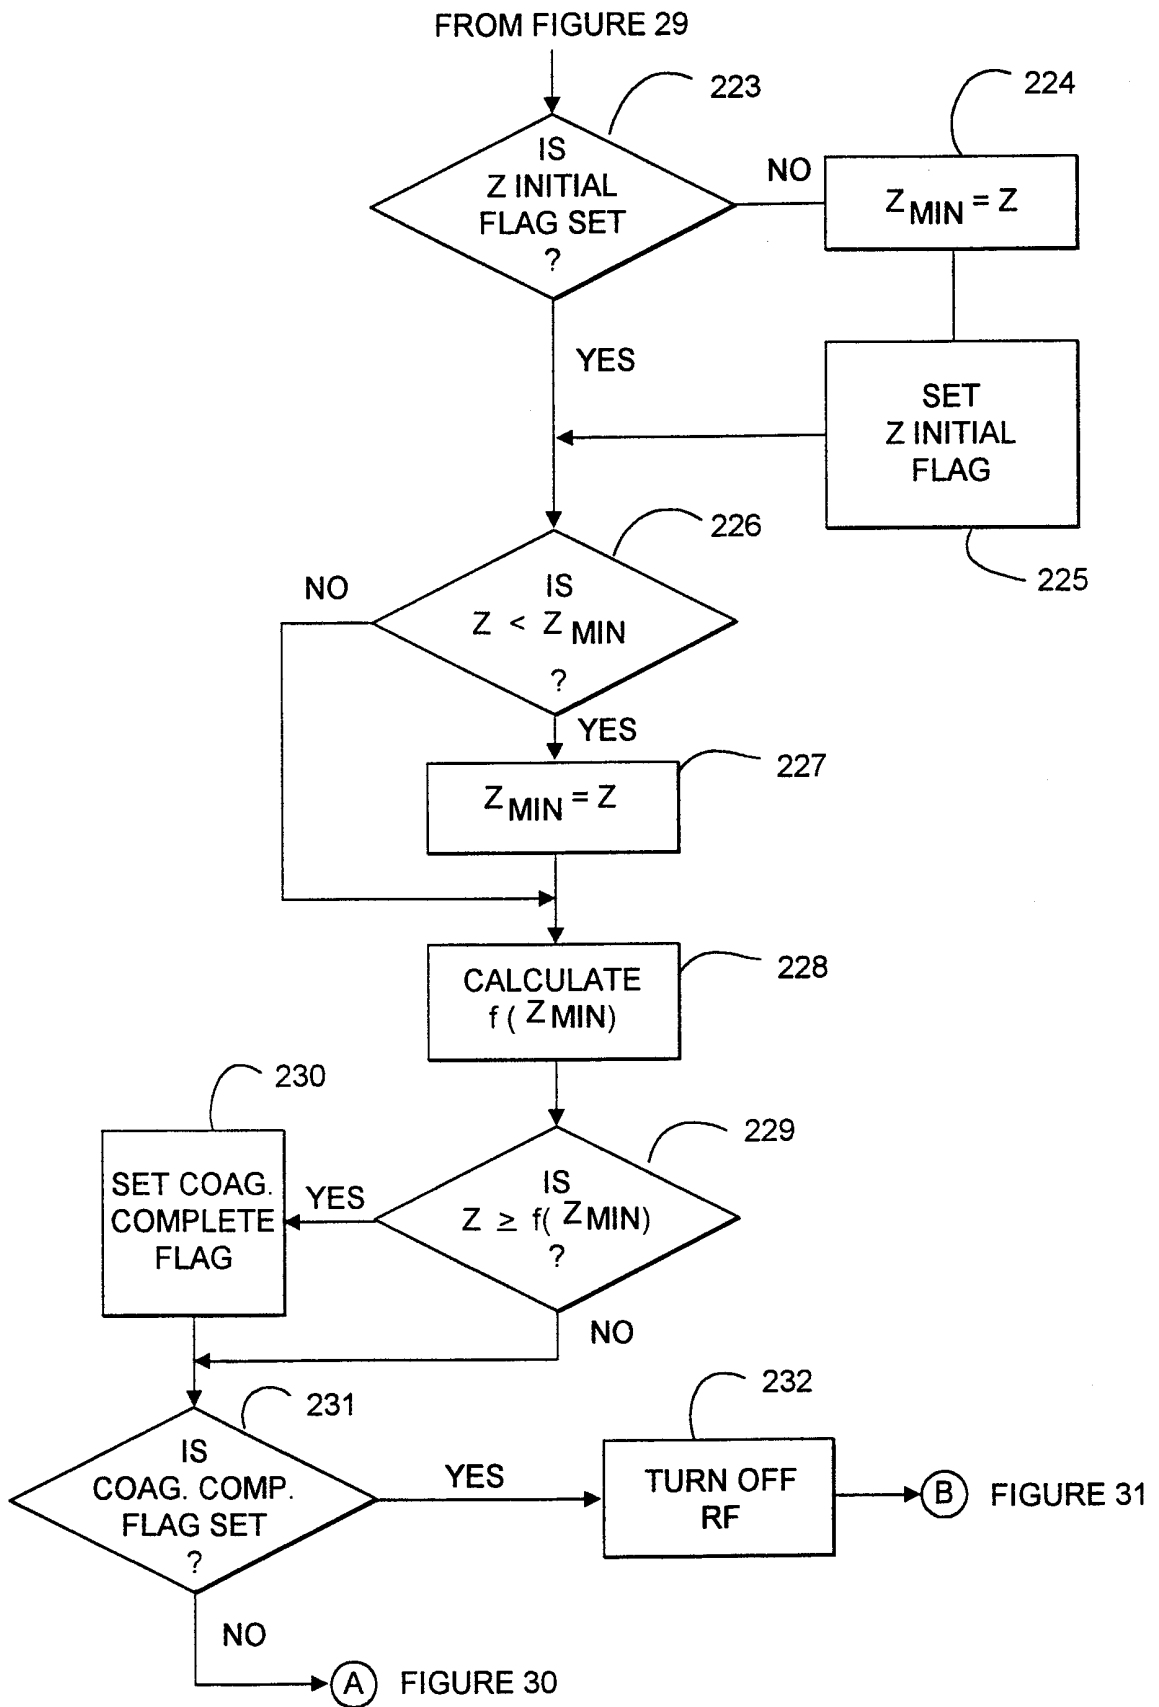 FROM FIGURE 29
223
224
IS
Z INITIAL
FLAG SET
?
NO
Z MIN = Z
YES
SET
Z INITIAL
FLAG
225
226
NO
IS
Z < Z MIN
?
YES
227
Z MIN = Z
228
CALCULATE
f ( Z MIN)
230
229
SET COAG.
COMPLETE
FLAG
YES
IS
Z ≥ f( Z MIN)
?
NO
231
232
IS
COAG. COMP.
FLAG SET
?
YES
TURN OFF
RF
B FIGURE 31
NO
A FIGURE 30